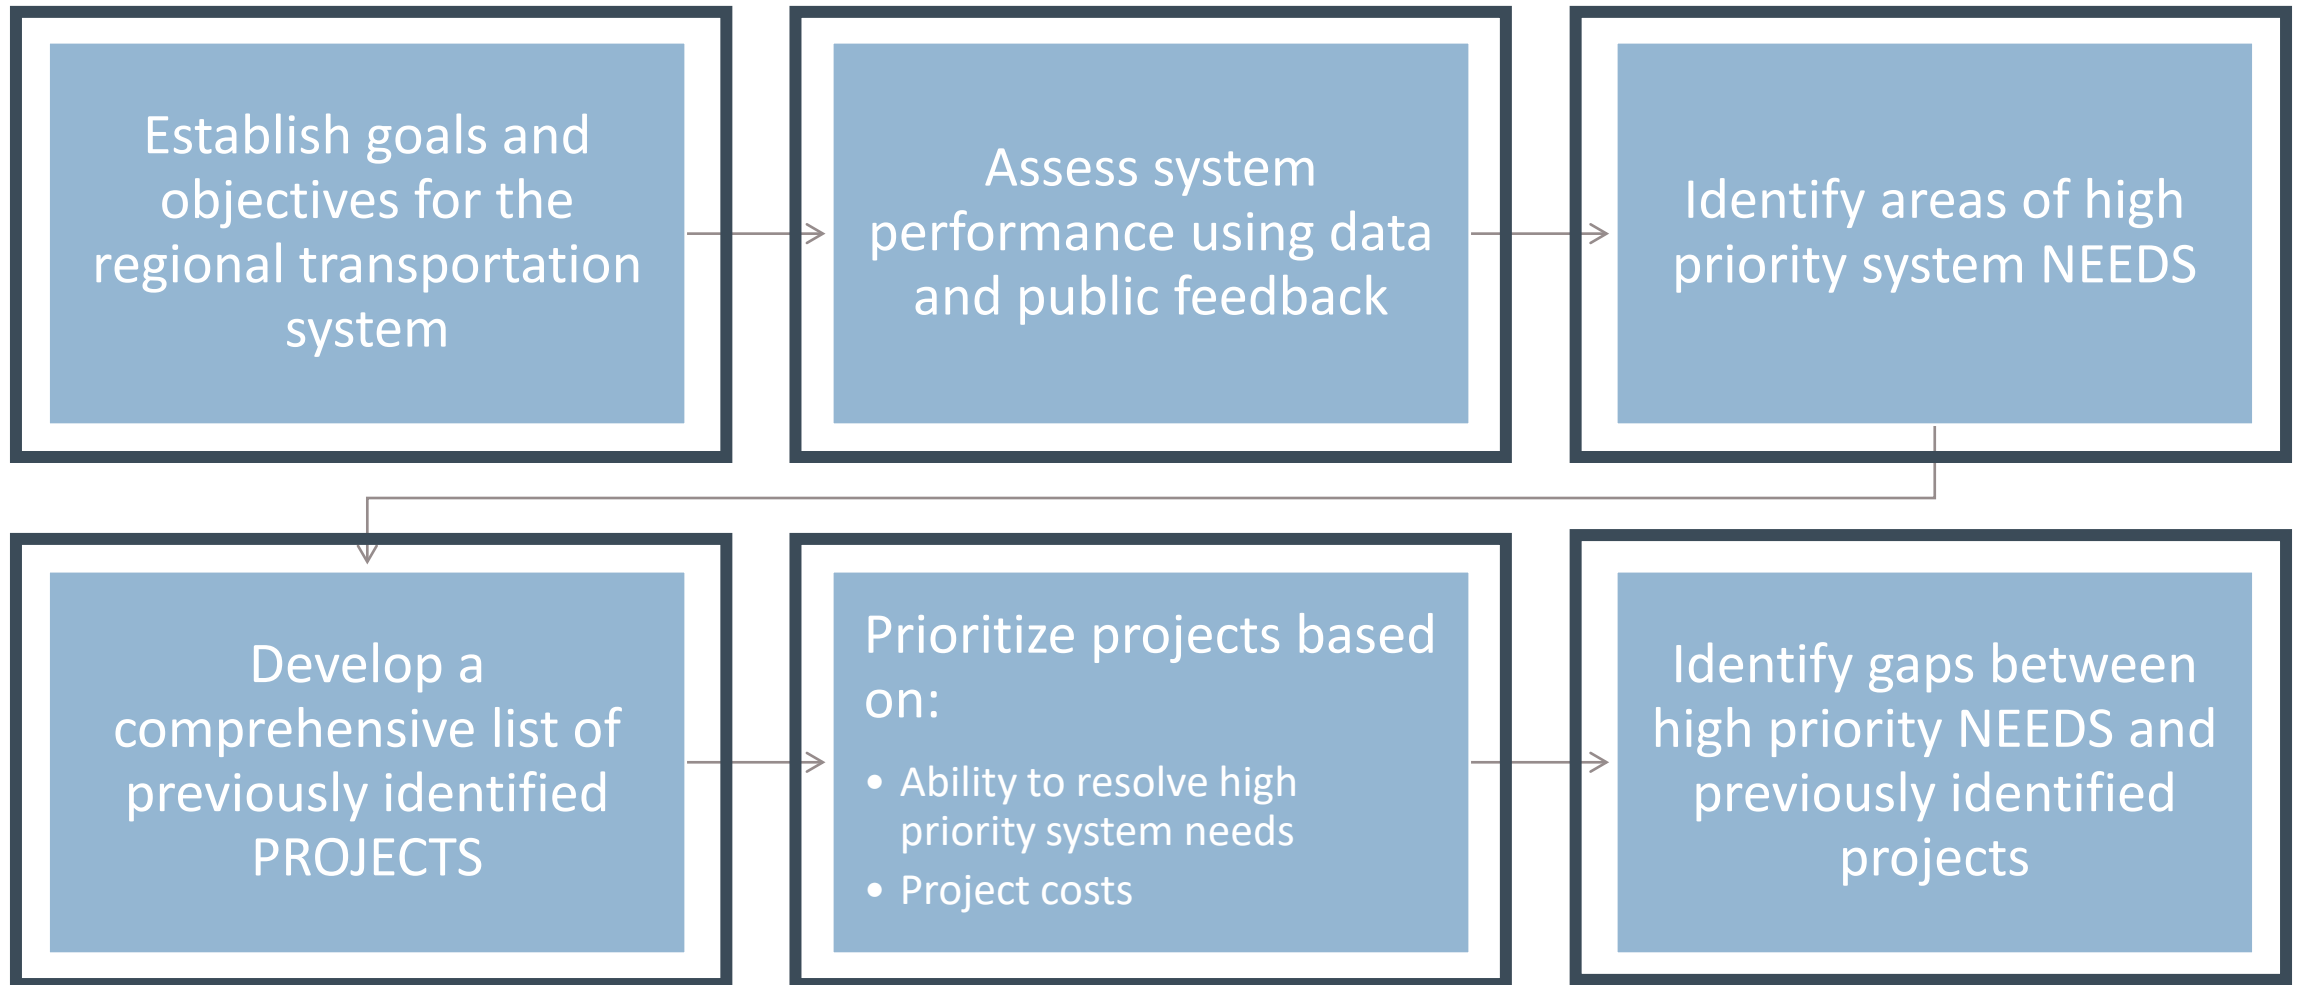 Establish goals and
objectives for the
regional transportation
system
Assess system
performance using data
and public feedback
Identify areas of high
priority system NEEDS
Develop a
comprehensive list of
previously identified
PROJECTS
Prioritize projects based
on:
• Ability to resolve high
priority system needs
• Project costs
Identify gaps between
high priority NEEDS and
previously identified
projects